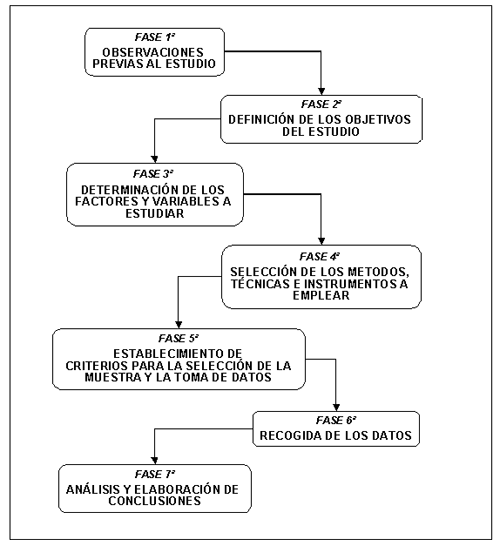 FASE 1ª
OBSERVACIONES
PREVIAS AL ESTUDIO
FASE 2ª
DEFINICIÓN DE LOS OBJETIVOS
DEL ESTUDIO
FASE 3ª
DETERMINACIÓN DE LOS
FACTORES Y VARIABLES A
ESTUDIAR
FASE 4ª
SELECCIÓN DE LOS METODOS,
TÉCNICAS E INSTRUMENTOS A
EMPLEAR
FASE 5ª
ESTABLECIMIENTO DE
CRITERIOS PARA LA SELECCIÓN DE LA
MUESTRA Y LA TOMA DE DATOS
FASE 6ª
RECOGIDA DE LOS DATOS
FASE 7ª
ANÁLISIS Y ELABORACIÓN DE
CONCLUSIONES